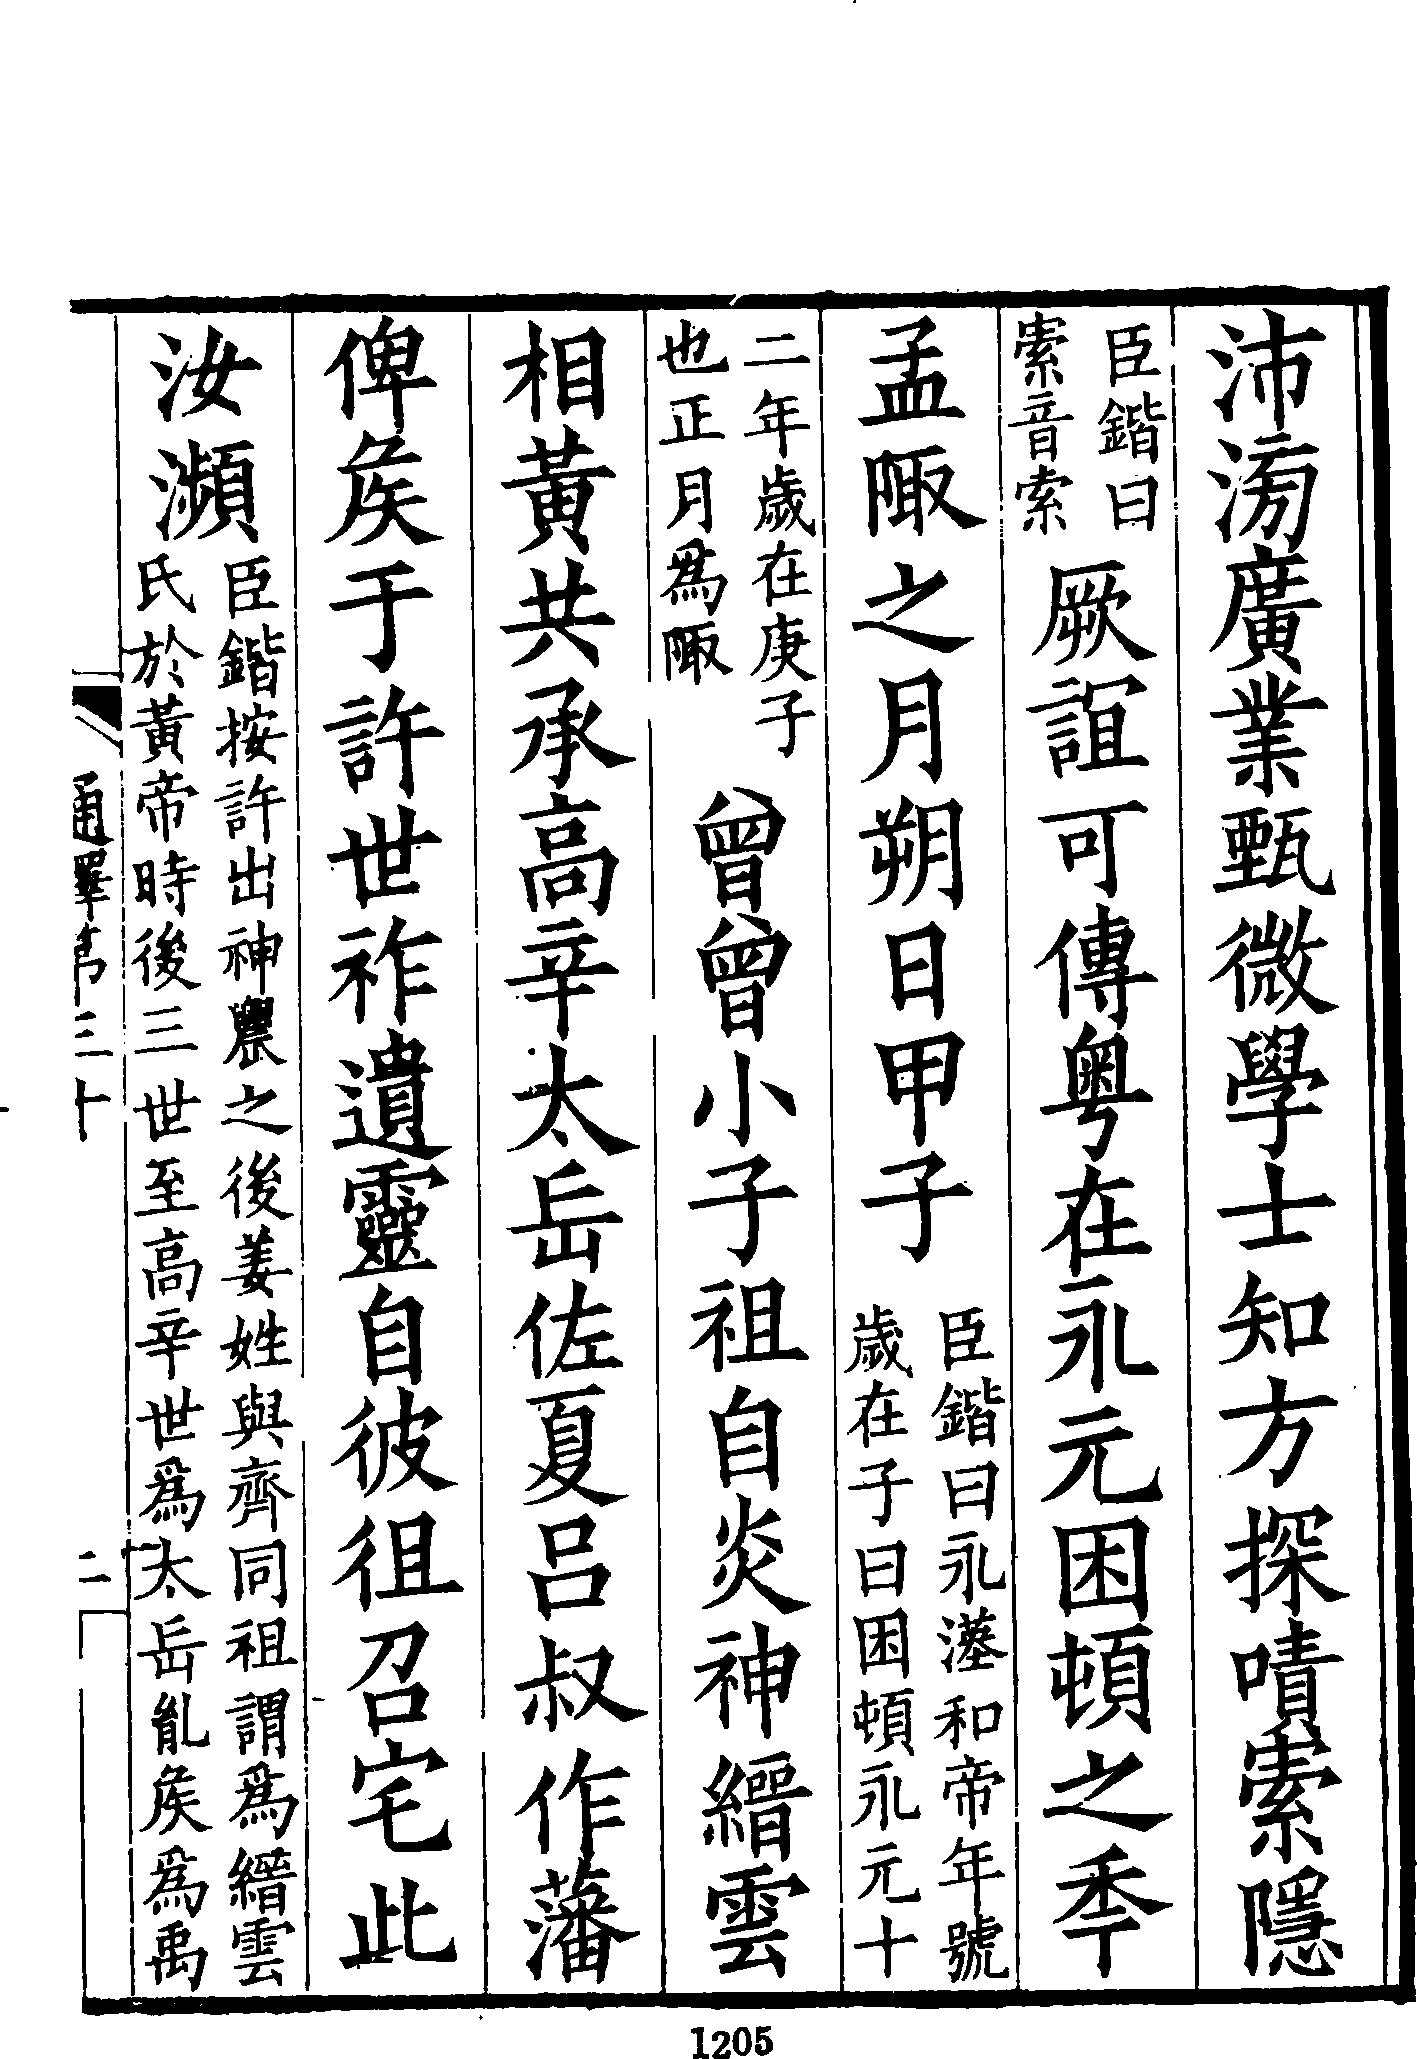 沛滂廣業甄微學士知方探嘖索隱
臣鍇曰
索音索
厥誼可傳粵在永元困頓之秊
孟陬之月朔日甲子
臣鍇曰永漢和帝年號
歲在子曰困頓永元十
二年歲在庚子
也正月爲陬
曾曾小子祖自炎神縉雲
相黃共承高辛太岳佐夏呂叔作藩
俾矦于許世祚遺靈自彼徂召宅此
汝瀕
臣鍇按許出神農之後姜姓與齊同祖謂爲縉雲
氏於黃帝時後三世至高辛世爲太岳胤矦爲禹
通釋第三十
二
1205